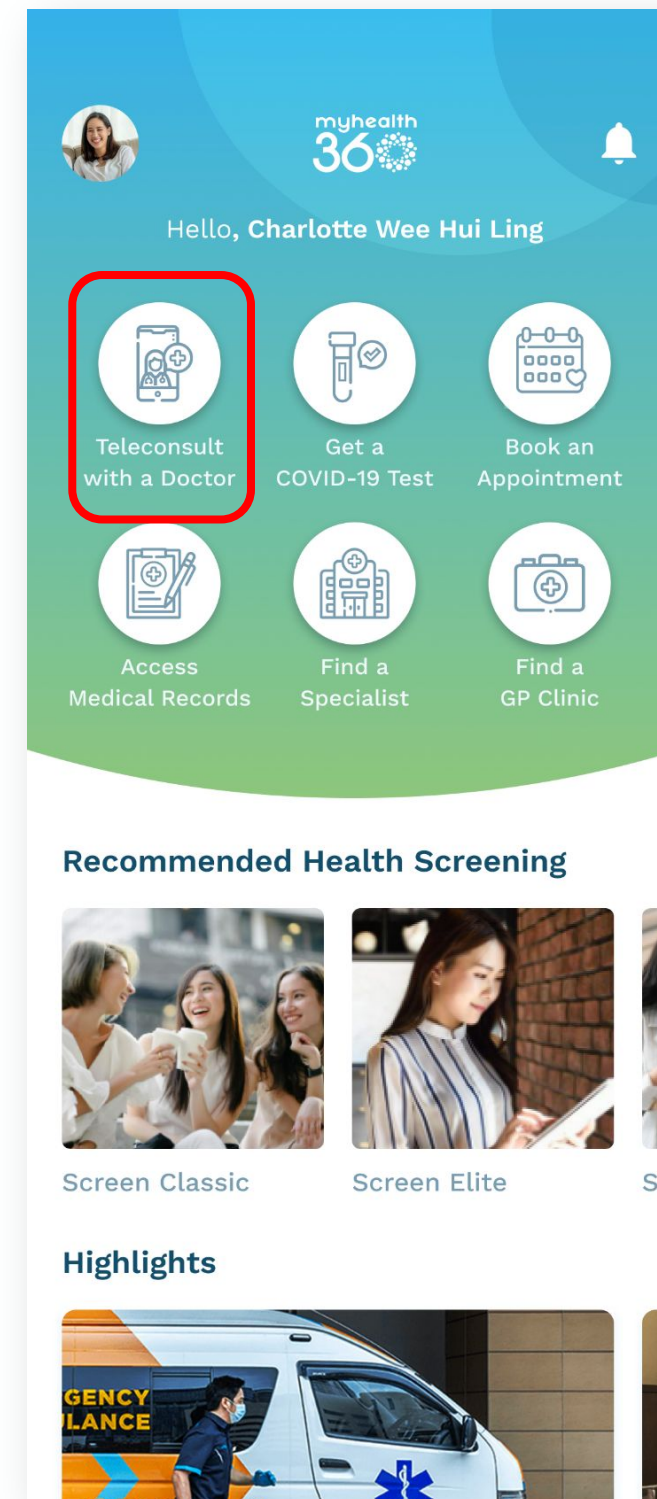 myhealth
360
Hello, Charlotte Wee Hui Ling
Teleconsult
with a Doctor
Get a
COVID-19 Test
Book an
Appointment
Access
Medical Records
Find a
Specialist
Find a
GP Clinic
Recommended Health Screening
Screen Classic
Screen Elite
S
Highlights
GENCY
LANCE